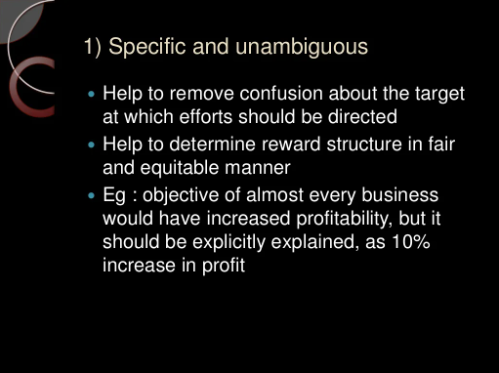 1) Specific and unambiguous
• Help to remove confusion about the target
at which efforts should be directed
• Help to determine reward structure in fair
and equitable manner
• Eg : objective of almost every business
would have increased profitability, but it
should be explicitly explained, as 10%
increase in profit